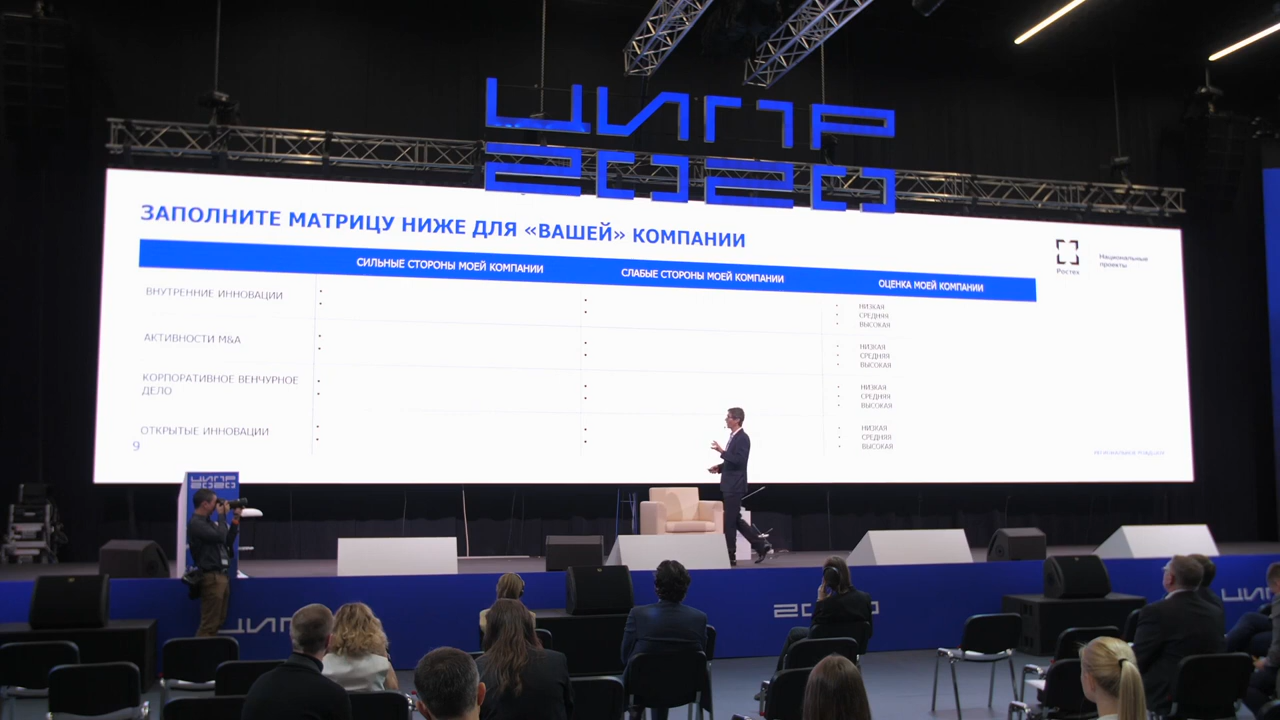 ЦИПР
2020
ЗАПОЛНИТЕ МАТРИЦУ НИЖЕ ДЛЯ «ВАШЕЙ» КОМПАНИИ
Ростех
Национальные
проекты
СИЛЬНЫЕ СТОРОНЫ МОЕЙ КОМПАНИИ
СЛАБЫЕ СТОРОНЫ МОЕЙ КОМПАНИИ
ОЦЕНКА МОЕЙ КОМПАНИИ
ВНУТРЕННИЕ ИННОВАЦИИ
• НИЗКАЯ
• СРЕДНЯЯ
• ВЫСОКАЯ
АКТИВНОСТИ M&A
• НИЗКАЯ
• СРЕДНЯЯ
• ВЫСОКАЯ
КОРПОРАТИВНОЕ ВЕНЧУРНОЕ
ДЕЛО
• НИЗКАЯ
• СРЕДНЯЯ
• ВЫСОКАЯ
ОТКРЫТЫЕ ИННОВАЦИИ
• НИЗКАЯ
• СРЕДНЯЯ
• ВЫСОКАЯ
9
ЦИПР
2020
ЦИПР
2020
ЦИПР